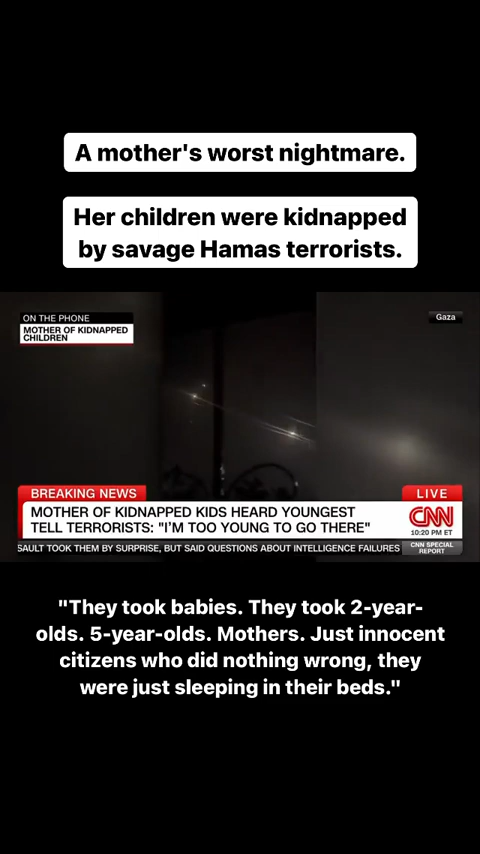 A mother's worst nightmare.
Her children were kidnapped
by savage Hamas terrorists.
ON THE PHONE
MOTHER OF KIDNAPPED
CHILDREN
Gaza
BREAKING NEWS
LIVE
MOTHER OF KIDNAPPED KIDS HEARD YOUNGEST
TELL TERRORISTS: "I'M TOO YOUNG TO GO THERE"
CNN
10:20 PM ET
SAULT TOOK THEM BY SURPRISE, BUT SAID QUESTIONS ABOUT INTELLIGENCE FAILURES
CNN SPECIAL
REPORT
"They took babies. They took 2-year-
olds. 5-year-olds. Mothers. Just innocent
citizens who did nothing wrong, they
were just sleeping in their beds."